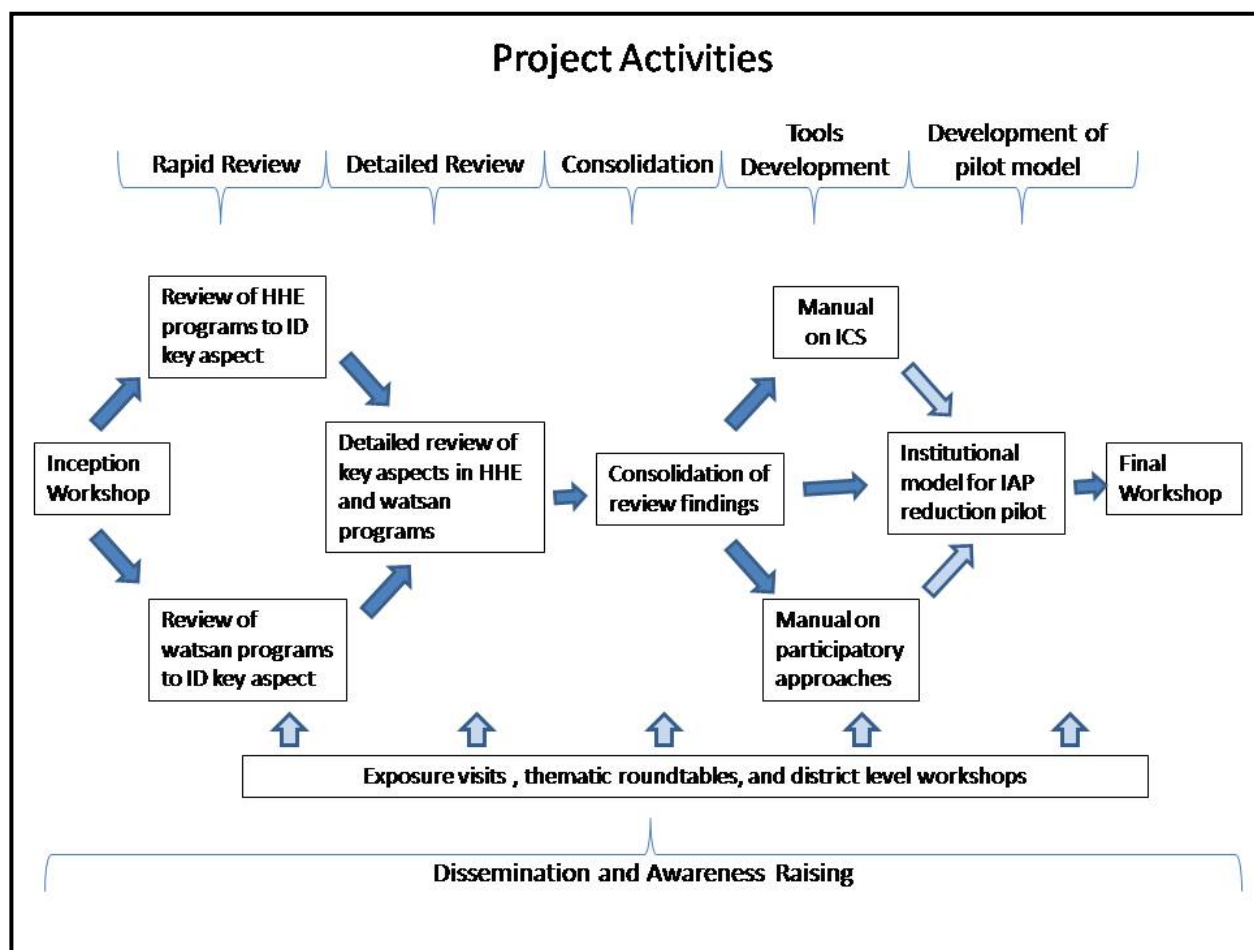 Project Activities
Rapid Review
Detailed Review
Consolidation
Tools
Development
Development of
pilot model
Review of HHE
programs to ID
key aspect
Manual
on ICS
Inception
Workshop
Detailed review of
key aspects in HHE
and watsan
programs
Consolidation of
review findings
Institutional
model for IAP
reduction pilot
Final
Workshop
Review of
watsan programs
to ID key aspect
Manual on
participatory
approaches
Exposure visits , thematic roundtables, and district level workshops
Dissemination and Awareness Raising